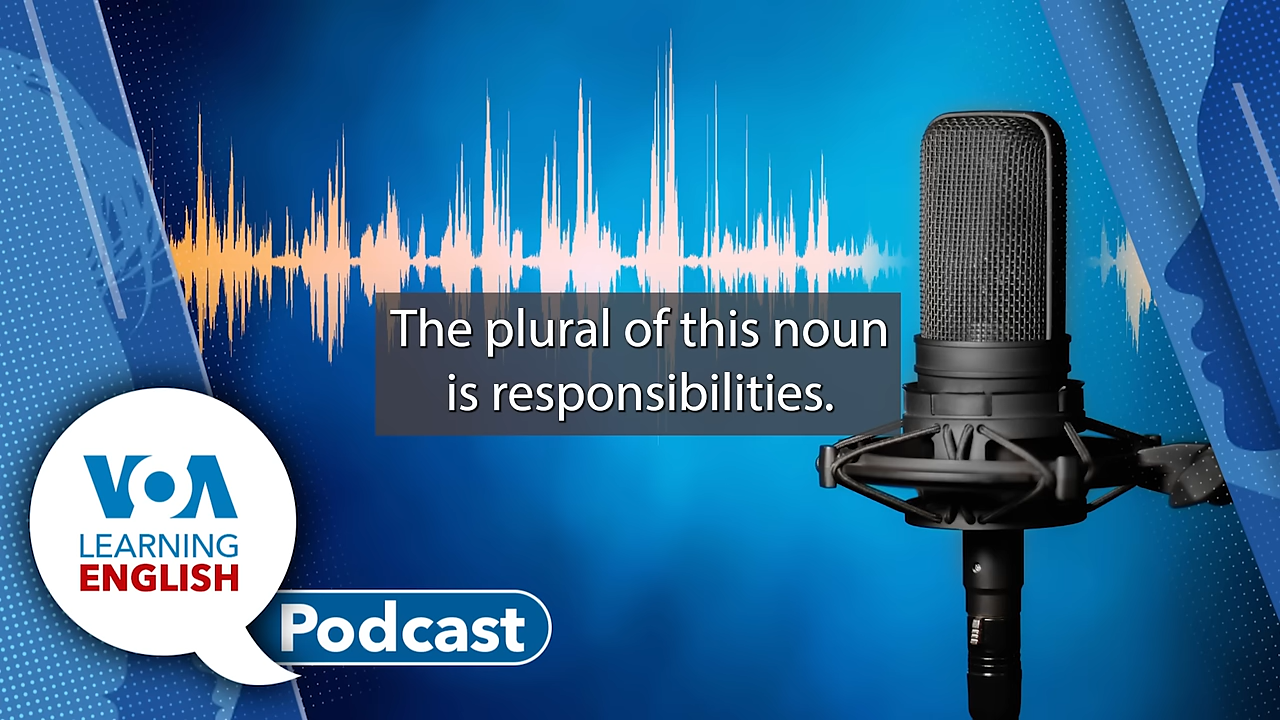 The plural of this noun
is responsibilities.
VOA
LEARNING
ENGLISH
Podcast